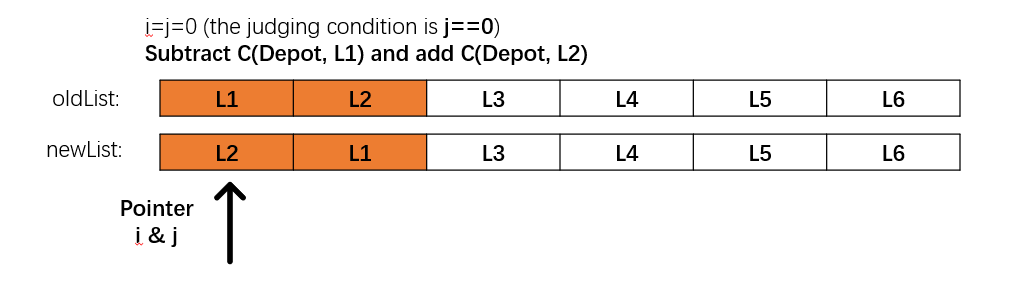 i=j=0 (the judging condition is j==0)
Subtract C(Depot, L1) and add C(Depot, L2)
oldList: L1 L2 L3 L4 L5 L6
newList: L2 L1 L3 L4 L5 L6
Pointer
i & j